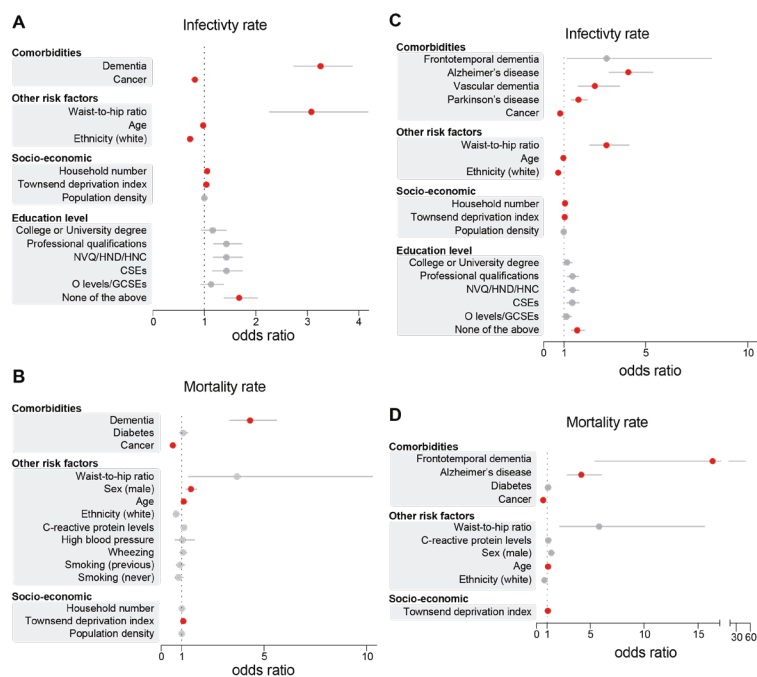 A
Infectivty rate
Comorbidities
Dementia
Cancer
Other risk factors
Waist-to-hip ratio
Age
Ethnicity (white)
Socio-economic
Household number
Townsend deprivation index
Population density
Education level
College or University degree
Professional qualifications
NVQ/HND/HNC
CSEs
O levels/GCSEs
None of the above
0 1 2 3 4
odds ratio
B
Mortality rate
Comorbidities
Dementia
Diabetes
Cancer
Other risk factors
Waist-to-hip ratio
Sex (male)
Age
Ethnicity (white)
C-reactive protein levels
High blood pressure
Wheezing
Smoking (previous)
Smoking (never)
Socio-economic
Household number
Townsend deprivation index
Population density
0 1 5 10
odds ratio
C
Infectivty rate
Comorbidities
Frontotemporal dementia
Alzheimer's disease
Vascular dementia
Parkinson's disease
Cancer
Other risk factors
Waist-to-hip ratio
Age
Ethnicity (white)
Socio-economic
Household number
Townsend deprivation index
Population density
Education level
College or University degree
Professional qualifications
NVQ/HND/HNC
CSEs
O levels/GCSEs
None of the above
0 1 5 10
odds ratio
D
Mortality rate
Comorbidities
Frontotemporal dementia
Alzheimer's disease
Diabetes
Cancer
Other risk factors
Waist-to-hip ratio
C-reactive protein levels
Sex (male)
Age
Ethnicity (white)
Socio-economic
Townsend deprivation index
0 1 5 10 15 30 60
odds ratio